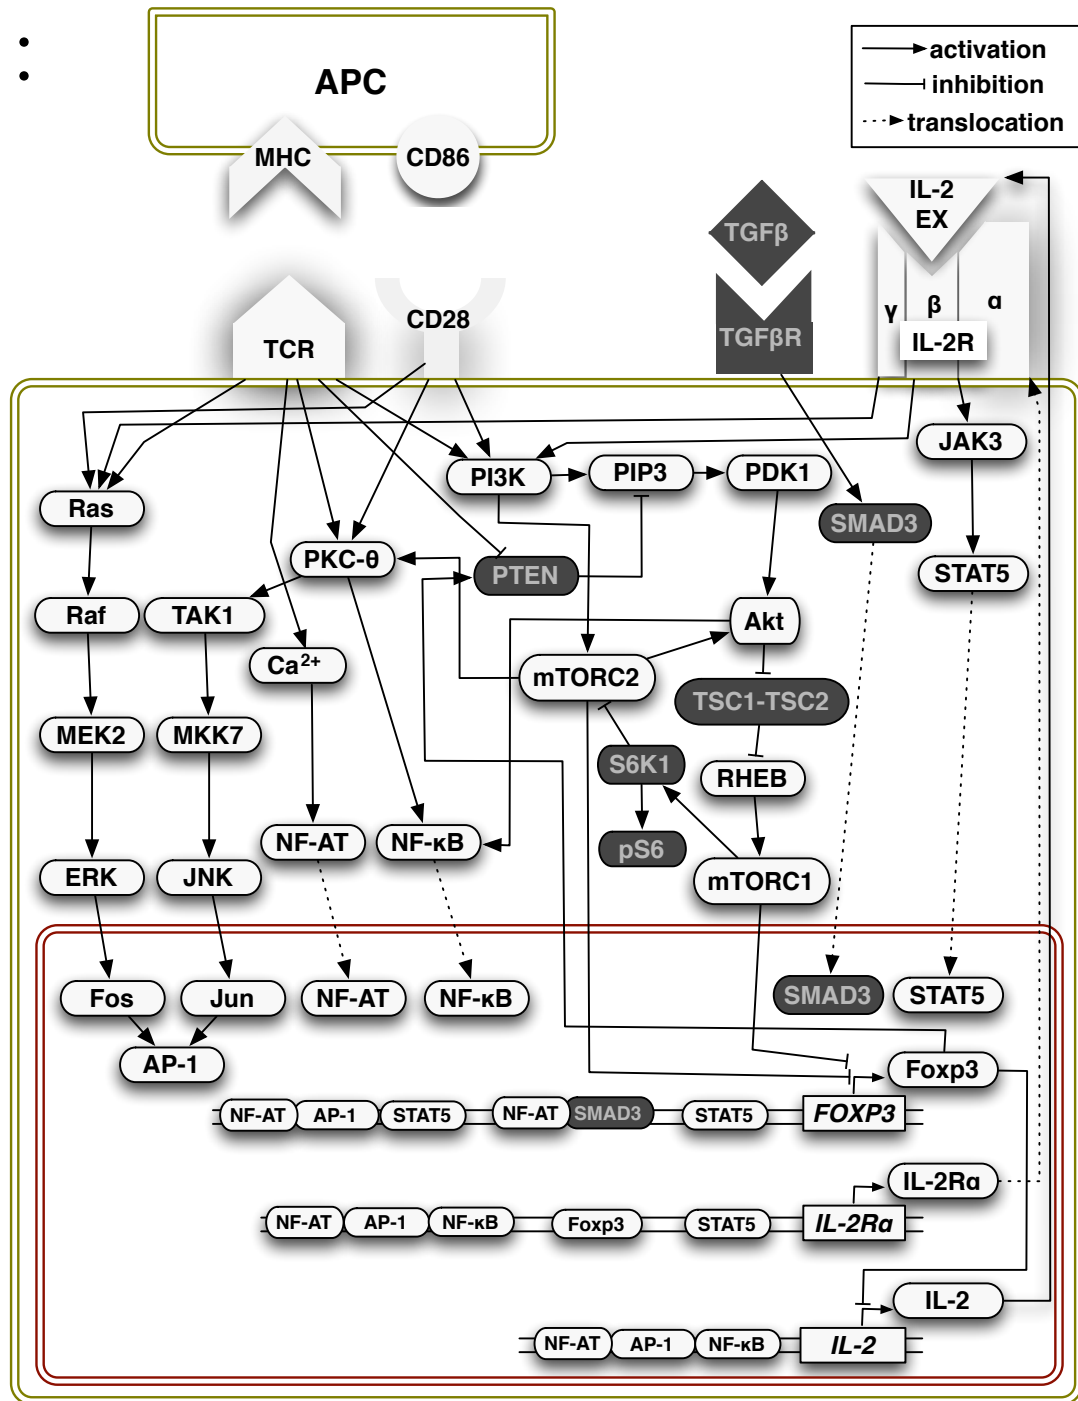 •
•
APC
activation
inhibition
translocation
MHC
CD86
IL-2
EX
TGFβ
γ
β
α
CD28
TGFβR
IL-2R
TCR
JAK3
PI3K
PIP3
PDK1
Ras
SMAD3
PKC-θ
PTEN
STAT5
Raf
TAK1
Akt
Ca2+
mTORC2
TSC1-TSC2
MEK2
MKK7
S6K1
RHEB
NF-AT
NF-κB
pS6
ERK
JNK
mTORC1
Fos
Jun
NF-AT
NF-κB
SMAD3
STAT5
AP-1
Foxp3
NF-AT
AP-1
STAT5
NF-AT
SMAD3
STAT5
FOXP3
IL-2Rα
NF-AT
AP-1
NF-κB
Foxp3
STAT5
IL-2Rα
IL-2
NF-AT
AP-1
NF-κB
IL-2